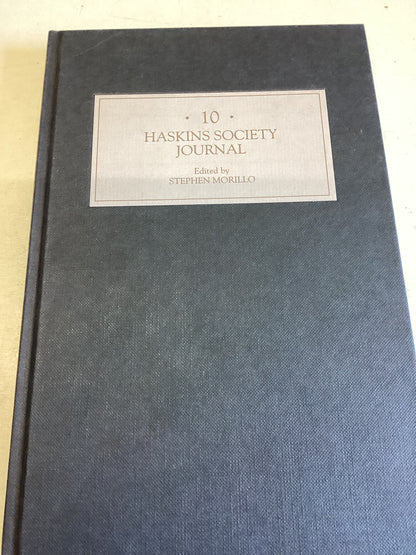 · 10 ·
HASKINS SOCIETY
JOURNAL
Edited by
STEPHEN MORILLO